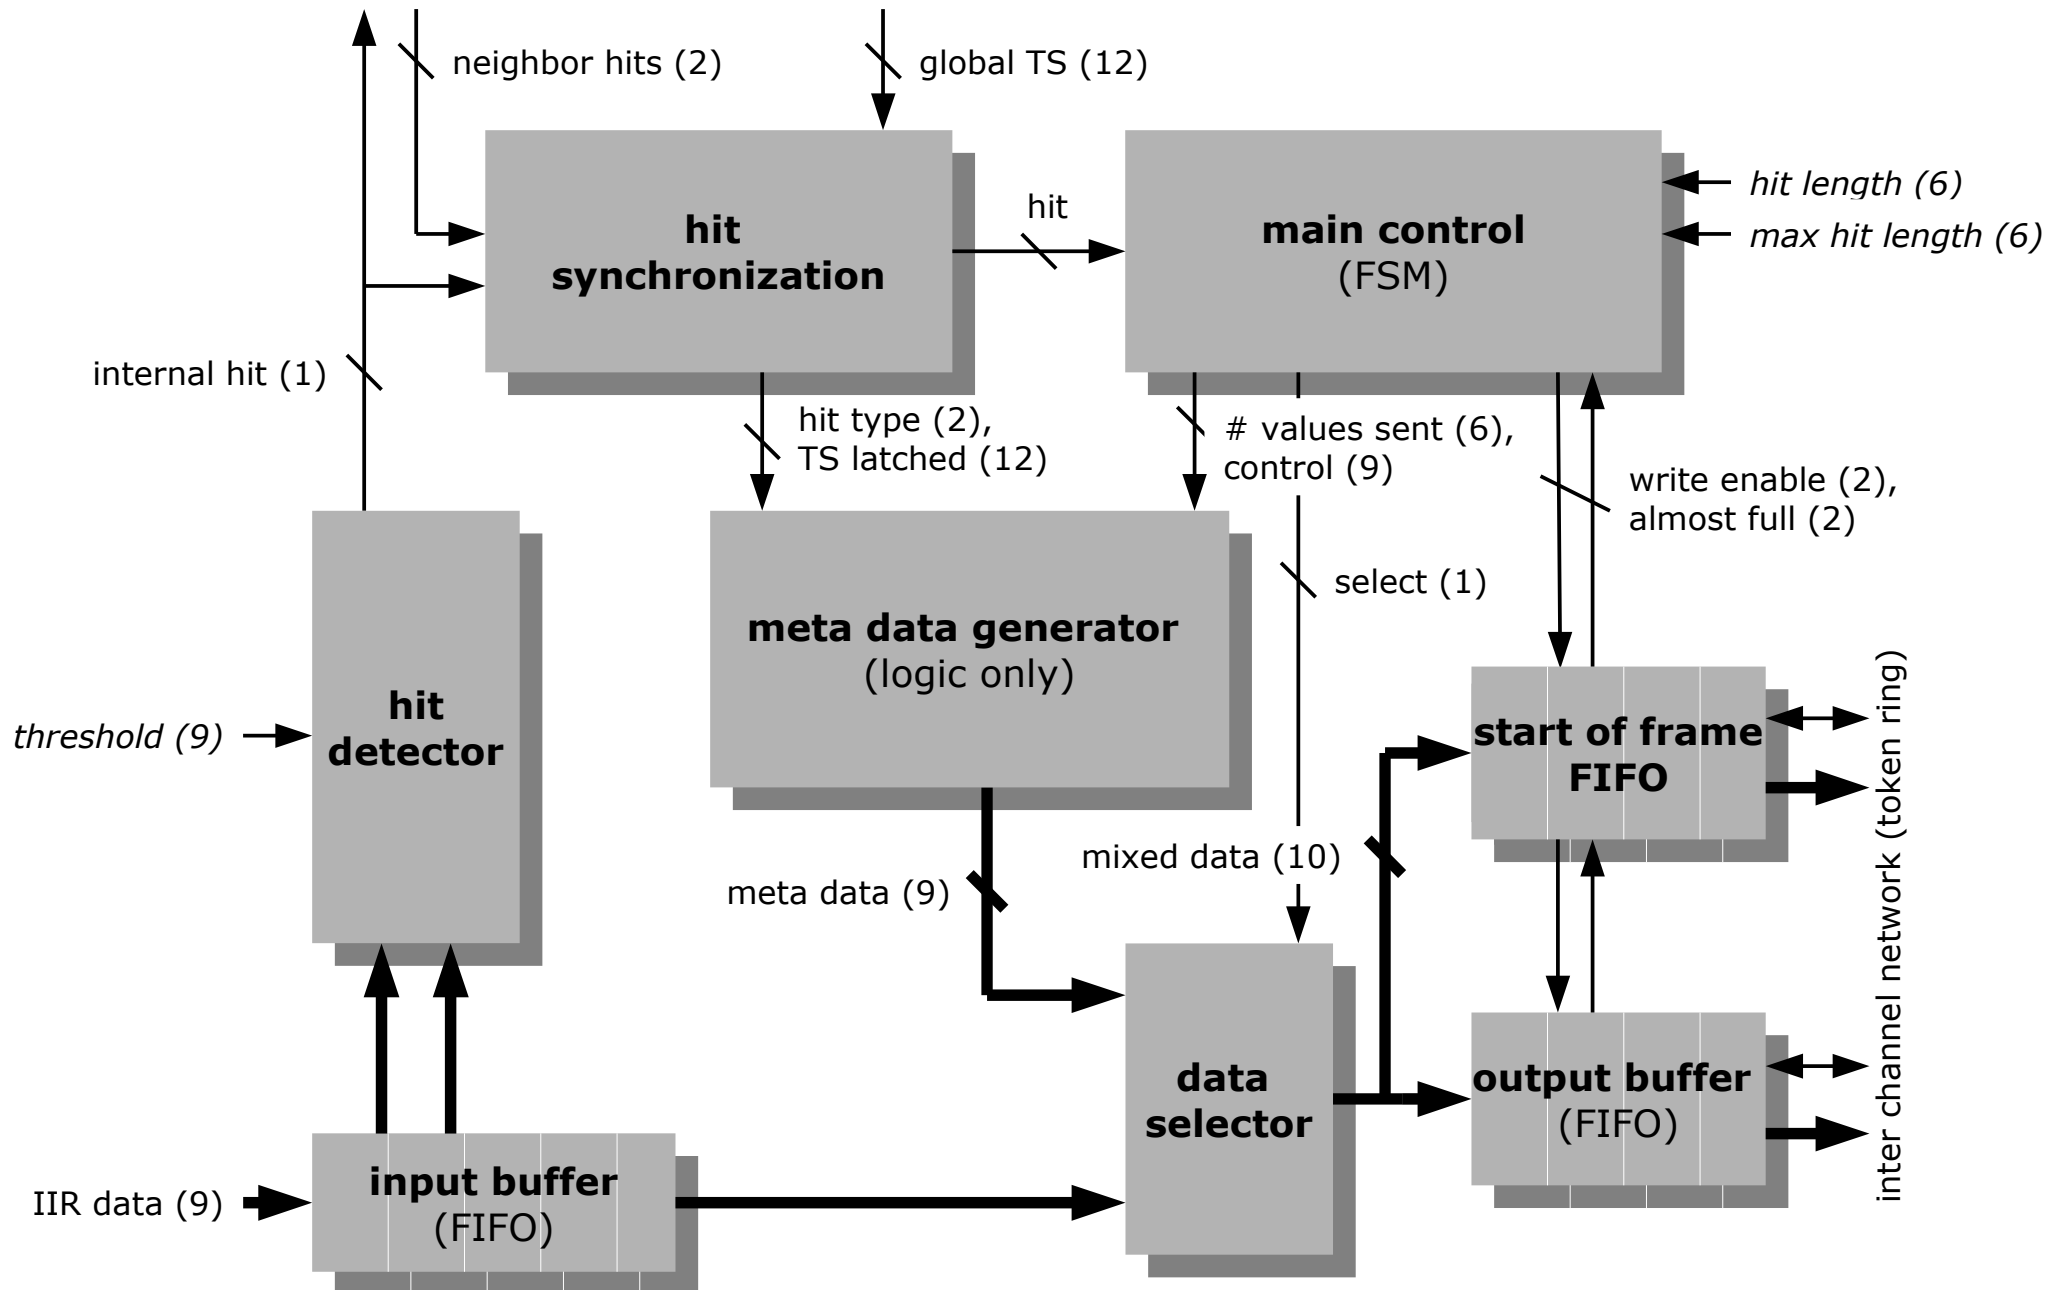 neighbor hits (2)
global TS (12)
hit
synchronization
hit
main control
(FSM)
hit length (6)
max hit length (6)
internal hit (1)
hit type (2),
TS latched (12)
# values sent (6),
control (9)
write enable (2),
almost full (2)
select (1)
meta data generator
(logic only)
hit
detector
threshold (9)
start of frame
FIFO
inter channel network (token ring)
mixed data (10)
meta data (9)
data
selector
output buffer
(FIFO)
input buffer
(FIFO)
IIR data (9)